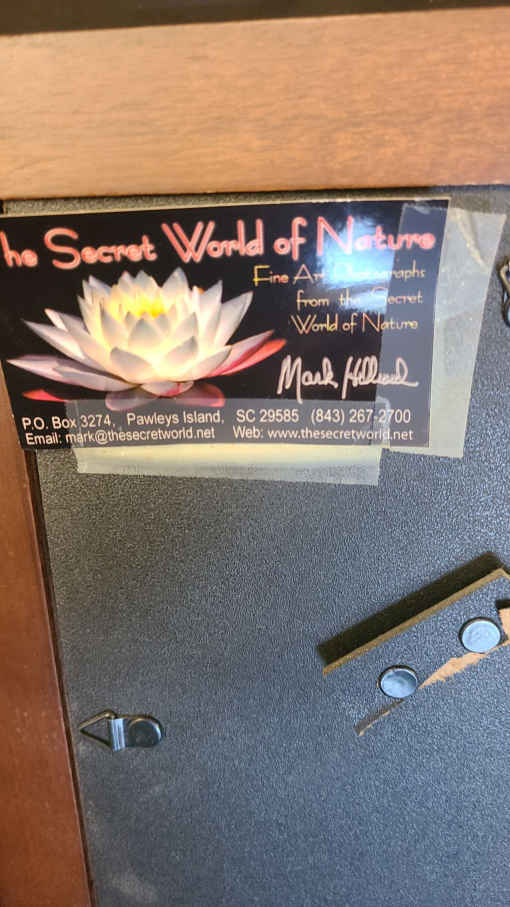 he Secret World of Nature
Fine Art Photographs
from the Secret
World of Nature
Mark
P.O. Box 3274, Pawleys Island, SC 29585 (843) 267-2700
Email: mark@thesecretworld.net Web: www.thesecretworld.net